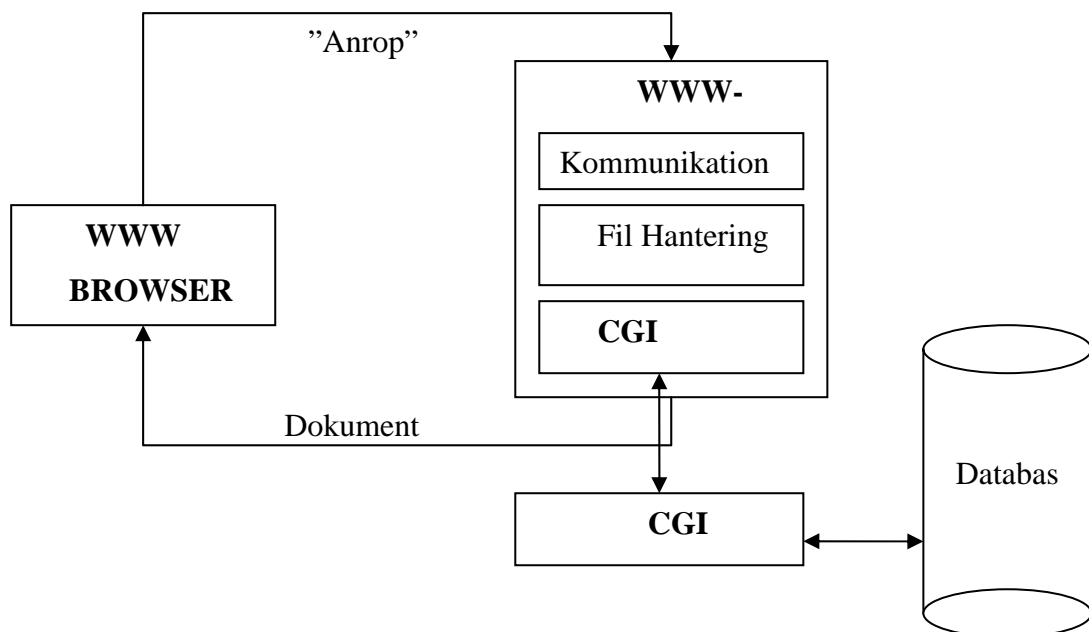 ”Anrop”
WWW-
Kommunikation
Fil Hantering
WWW
BROWSER
CGI
Dokument
Databas
CGI